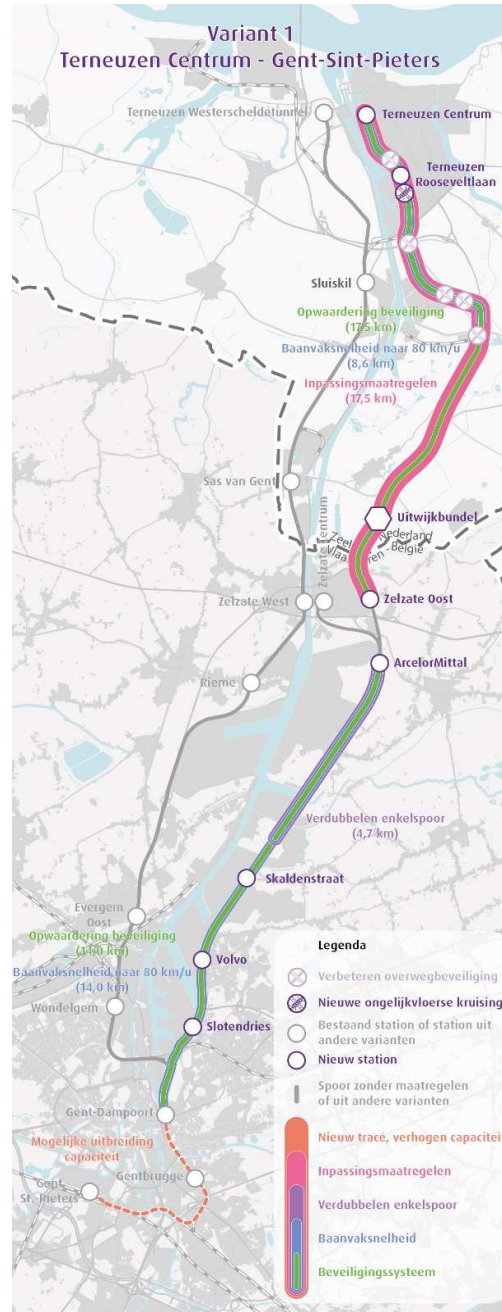 Variant 1
Terneuzen Centrum - Gent-Sint-Pieters
Terneuzen Westerscheldetunnel
Terneuzen Centrum
Terneuzen
Rooseveltlaan
Sluiskil
Opwaardering beveiliging
(17,5 km)
Baanvaksnelheid naar 80 km/u
(8,6 km)
Inpassingsmaatregelen
(17,5 km)
Sas van Gent
Uitwijkbundel
Nederland
België
Zelzate Centrum
Zelzate West
Zelzate Oost
ArcelorMittal
Rieme
Verdubbelen enkelspoor
(4,7 km)
Skaldenstraat
Evergem
Oost
Opwaardering beveiliging
(14,0 km)
Volvo
Baanvaksnelheid naar 80 km/u
(14,0 km)
Wondelgem
Slotendries
Gent-Dampoort
Mogelijke uitbreiding
capaciteit
Gentbrugge
Gent
St.-Pieters
Legenda
Verbeteren overwegbeveiliging
Nieuwe ongelijkvloerse kruising
Bestaand station of station uit
andere varianten
Nieuw station
Spoor zonder maatregelen
of uit andere varianten
Nieuw tracé, verhogen capaciteit
Inpassingsmaatregelen
Verdubbelen enkelspoor
Baanvaksnelheid
Beveiligingssysteem